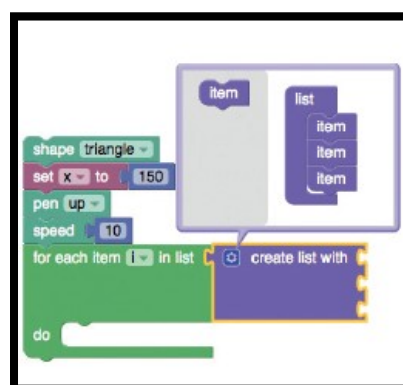 item
list
item
item
item
shape triangle
set x to 150
pen up
speed 10
for each item i in list create list with
do